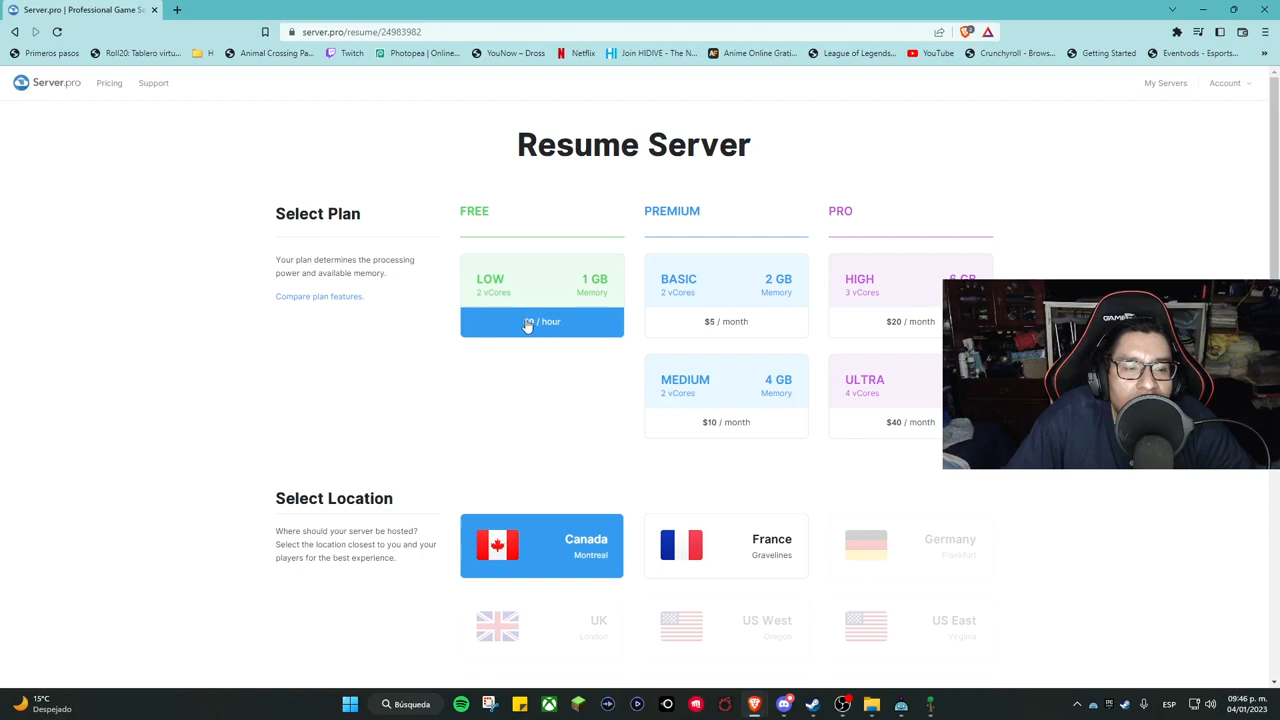 Server.pro | Professional Game Se
server.pro/resume/24983982
Primeros pasos
Roll20: Tablero virtu...
H
Animal Crossing Pa...
Twitch
Photopea | Online P...
YouNow – Dros
Netflix
Join HIDIVE - The N...
Anime Online Grati...
League of Legends...
YouTube
Crunchyroll - Brows...
Getting Started
Eventvods - Esports...
Server.pro
Pricing
Support
My Servers
Account
Resume Server
Select Plan
Your plan determines the processing
power and available memory.
Compare plan features.
FREE
PREMIUM
PRO
LOW 1 GB
2 vCores Memory
/ hour
BASIC 2 GB
2 vCores Memory
$5 / month
HIGH
3 vCores
$20 / month
MEDIUM 4 GB
2 vCores Memory
$10 / month
ULTRA
4 vCores
$40 / month
GAME
Select Location
Where should your server be hosted?
Select the location closest to you and your
players for the best experience.
Canada
Montreal
France
Gravelines
Germany
Frankfurt
UK
London
US West
Oregon
US East
Virginia
15°C
Despejado
Búsqueda
ESP
09:46 p. m.
04/01/2023